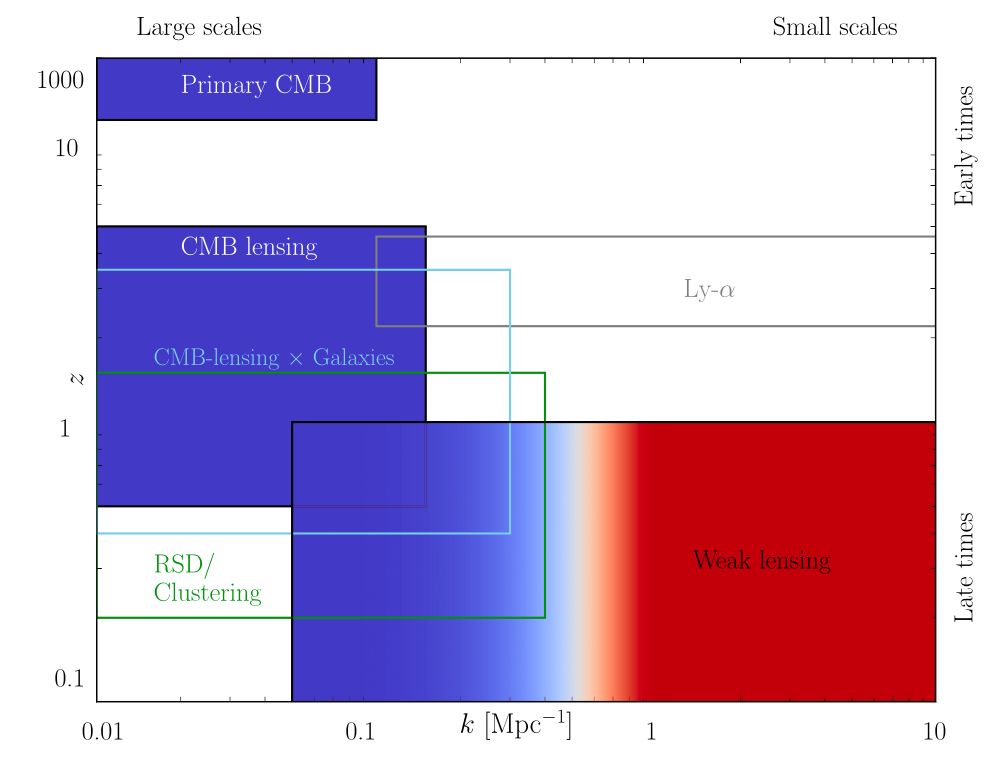 Large scales
Small scales
1000
Primary CMB
Early times
10
CMB lensing
Ly-α
CMB-lensing × Galaxies
z
1
Weak lensing
RSD/
Clustering
Late times
0.1
0.01
0.1
k [Mpc⁻¹]
1
10